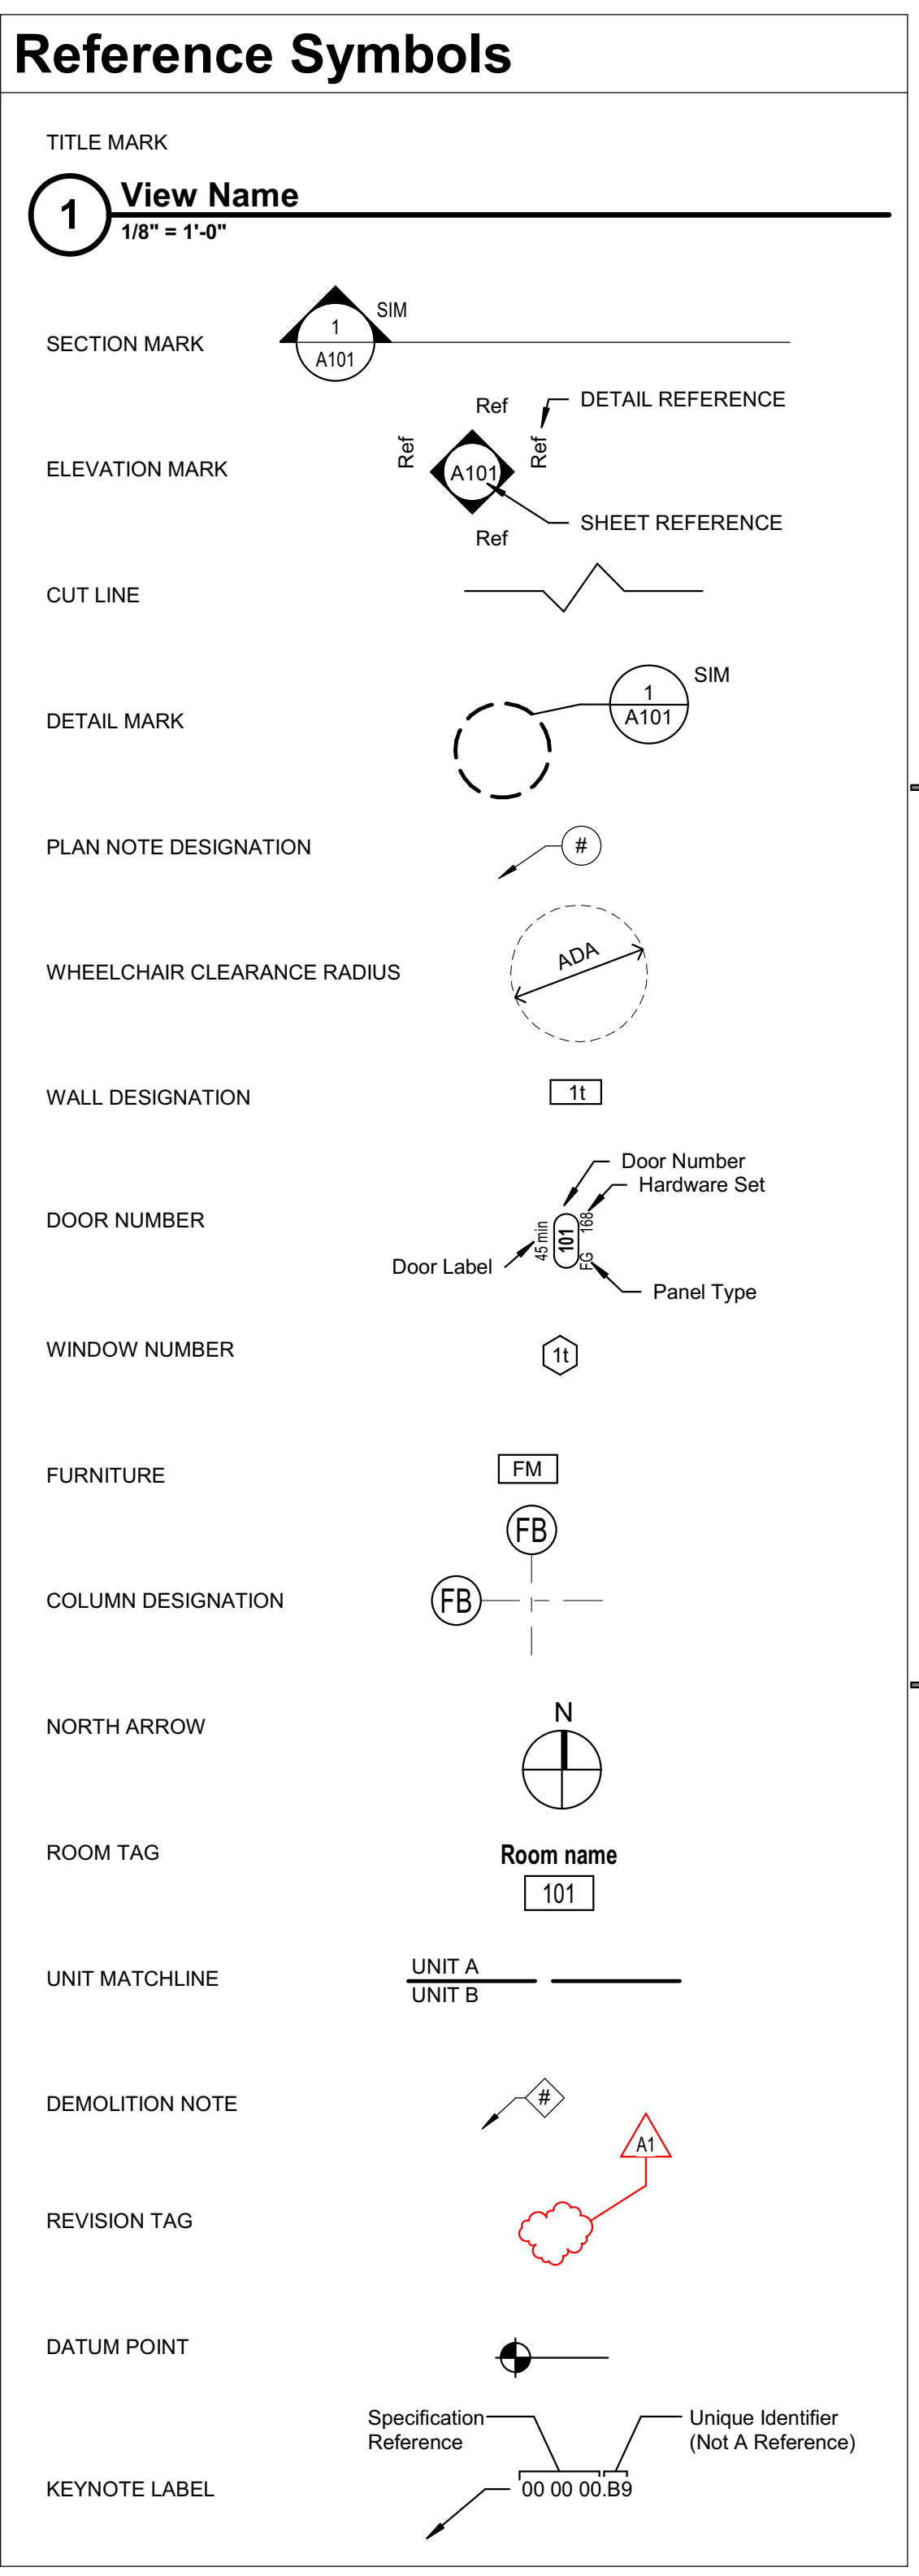 Reference Symbols
TITLE MARK
1
View Name
1/8" = 1'-0"
SECTION MARK
1
A101
SIM
ELEVATION MARK
Ref
Ref
Ref
Ref
A101
DETAIL REFERENCE
SHEET REFERENCE
CUT LINE
DETAIL MARK
1
A101
SIM
PLAN NOTE DESIGNATION
#
WHEELCHAIR CLEARANCE RADIUS
ADA
WALL DESIGNATION
1t
DOOR NUMBER
Door Number
Hardware Set
45 min
101
FG 168
Door Label
Panel Type
WINDOW NUMBER
1t
FURNITURE
FM
COLUMN DESIGNATION
FB
FB
NORTH ARROW
N
ROOM TAG
Room name
101
UNIT MATCHLINE
UNIT A
UNIT B
DEMOLITION NOTE
#
REVISION TAG
A1
DATUM POINT
KEYNOTE LABEL
Specification
Reference
Unique Identifier
(Not A Reference)
00 00 00.B9